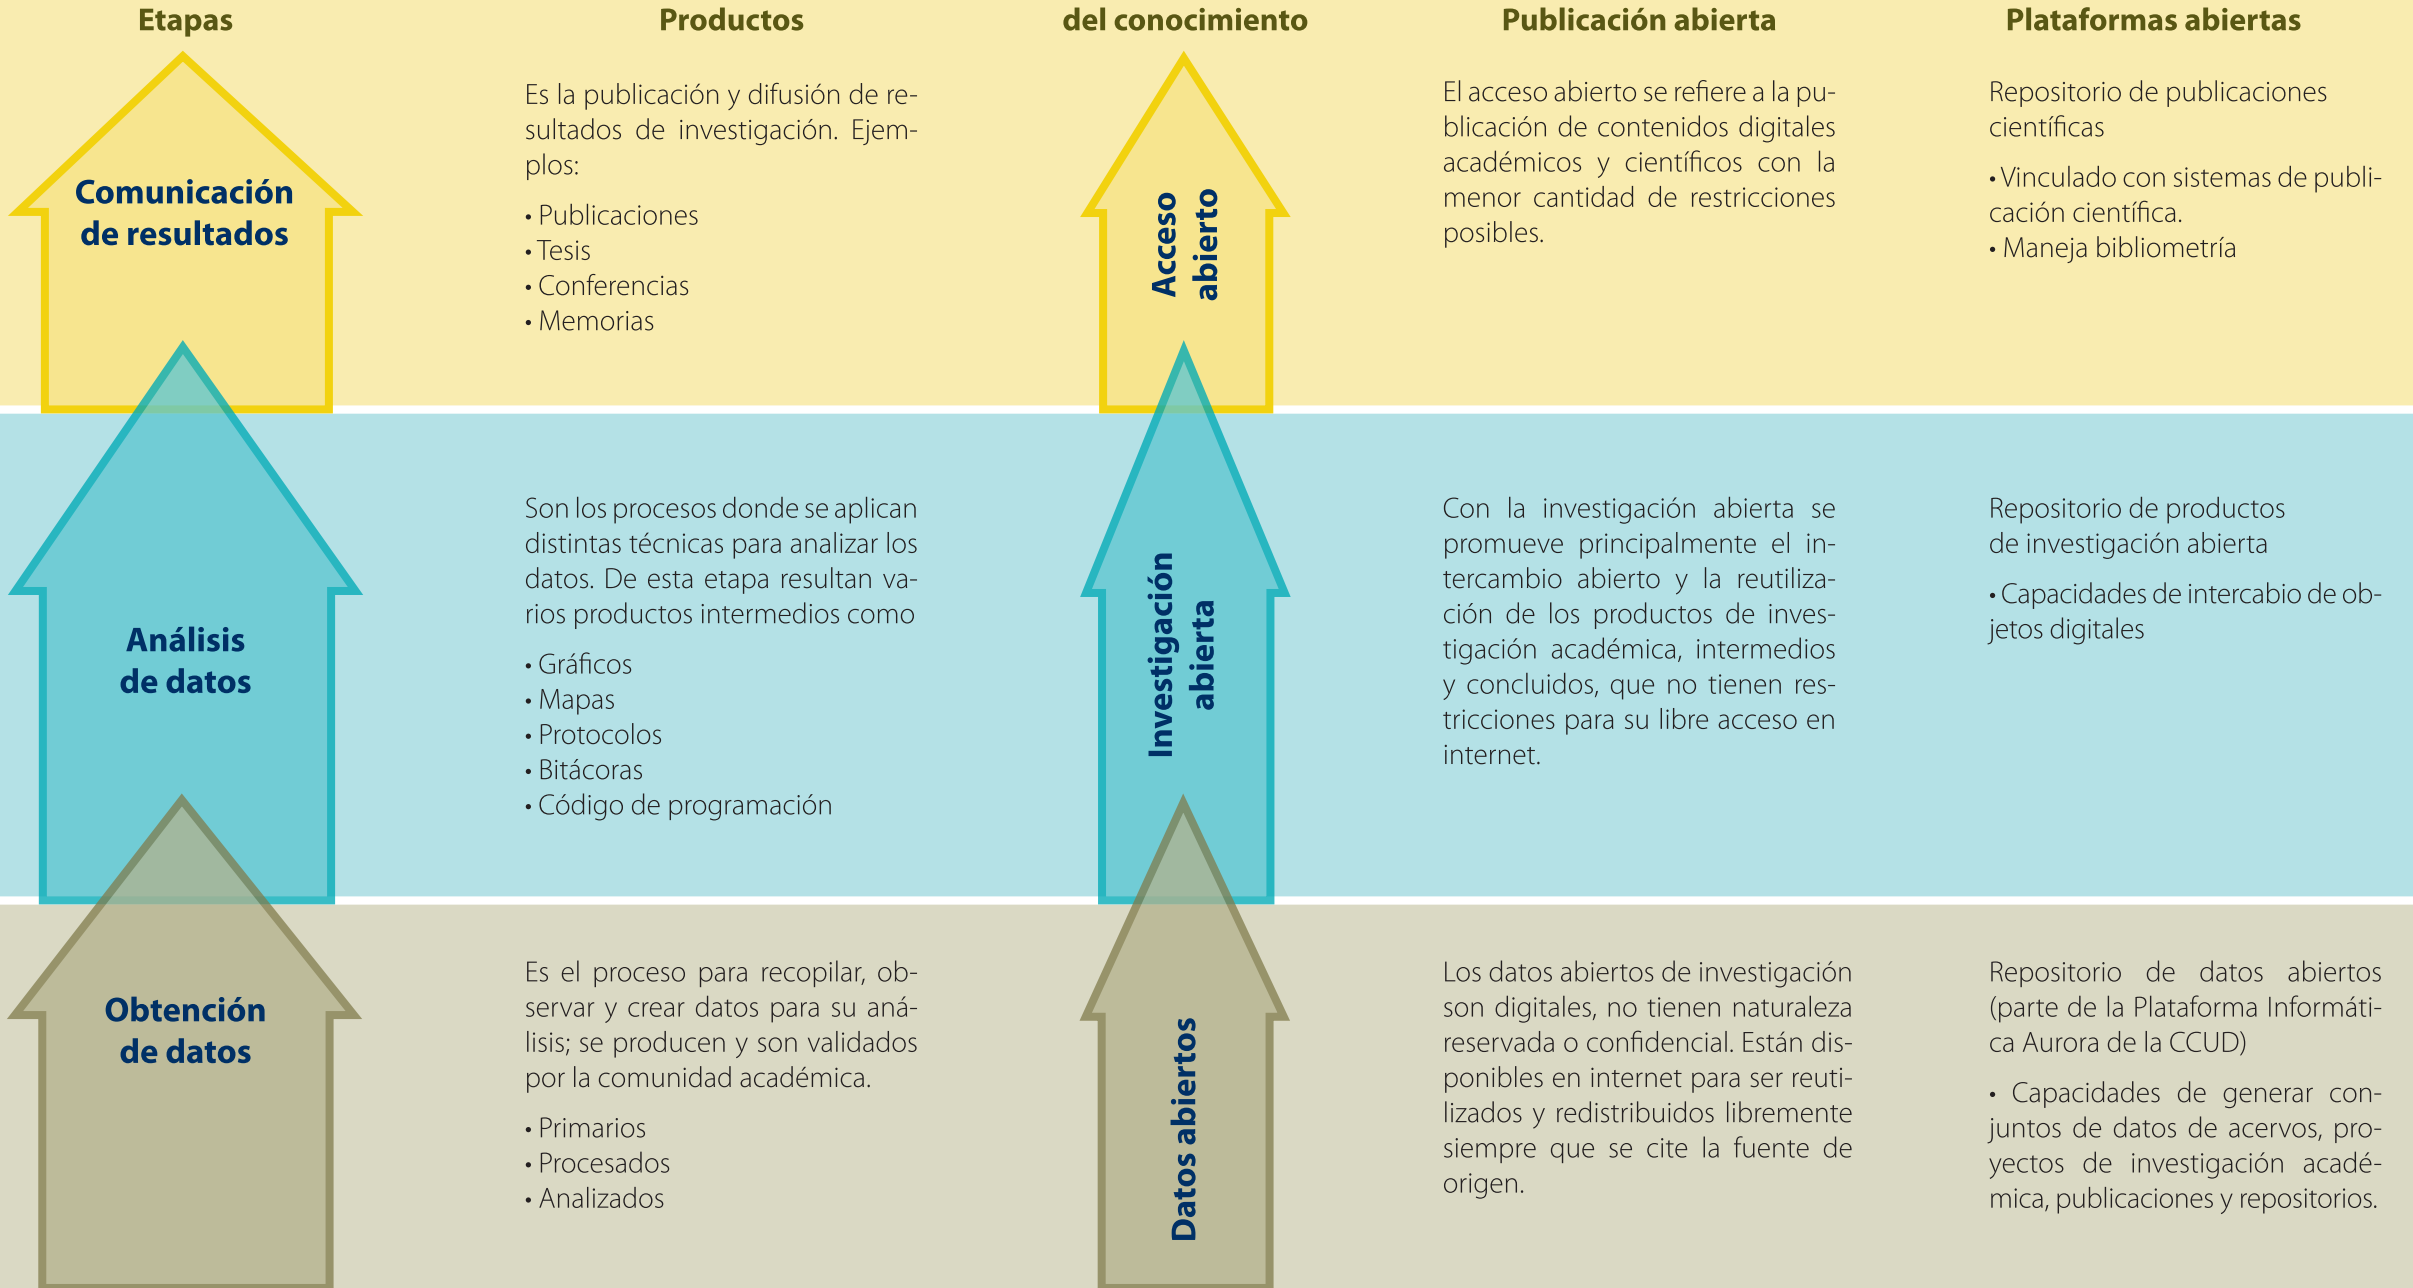 Etapas
Productos
del conocimiento
Publicación abierta
Plataformas abiertas
Comunicación
de resultados
Es la publicación y difusión de re-
sultados de investigación. Ejem-
plos:
• Publicaciones
• Tesis
• Conferencias
• Memorias
Acceso
abierto
El acceso abierto se refiere a la pu-
blicación de contenidos digitales
académicos y científicos con la
menor cantidad de restricciones
posibles.
Repositorio de publicaciones
científicas
• Vinculado con sistemas de publi-
cación científica.
• Maneja bibliometría
Análisis
de datos
Son los procesos donde se aplican
distintas técnicas para analizar los
datos. De esta etapa resultan va-
rios productos intermedios como
• Gráficos
• Mapas
• Protocolos
• Bitácoras
• Código de programación
Investigación
abierta
Con la investigación abierta se
promueve principalmente el in-
tercambio abierto y la reutiliza-
ción de los productos de inves-
tigación académica, intermedios
y concluidos, que no tienen res-
tricciones para su libre acceso en
internet.
Repositorio de productos
de investigación abierta
• Capacidades de intercabio de ob-
jetos digitales
Obtención
de datos
Es el proceso para recopilar, ob-
servar y crear datos para su aná-
lisis; se producen y son validados
por la comunidad académica.
• Primarios
• Procesados
• Analizados
Datos abiertos
Los datos abiertos de investigación
son digitales, no tienen naturaleza
reservada o confidencial. Están dis-
ponibles en internet para ser reuti-
lizados y redistribuidos libremente
siempre que se cite la fuente de
origen.
Repositorio de datos abiertos
(parte de la Plataforma Informáti-
ca Aurora de la CCUD)
• Capacidades de generar con-
juntos de datos de acervos, pro-
yectos de investigación acadé-
mica, publicaciones y repositorios.